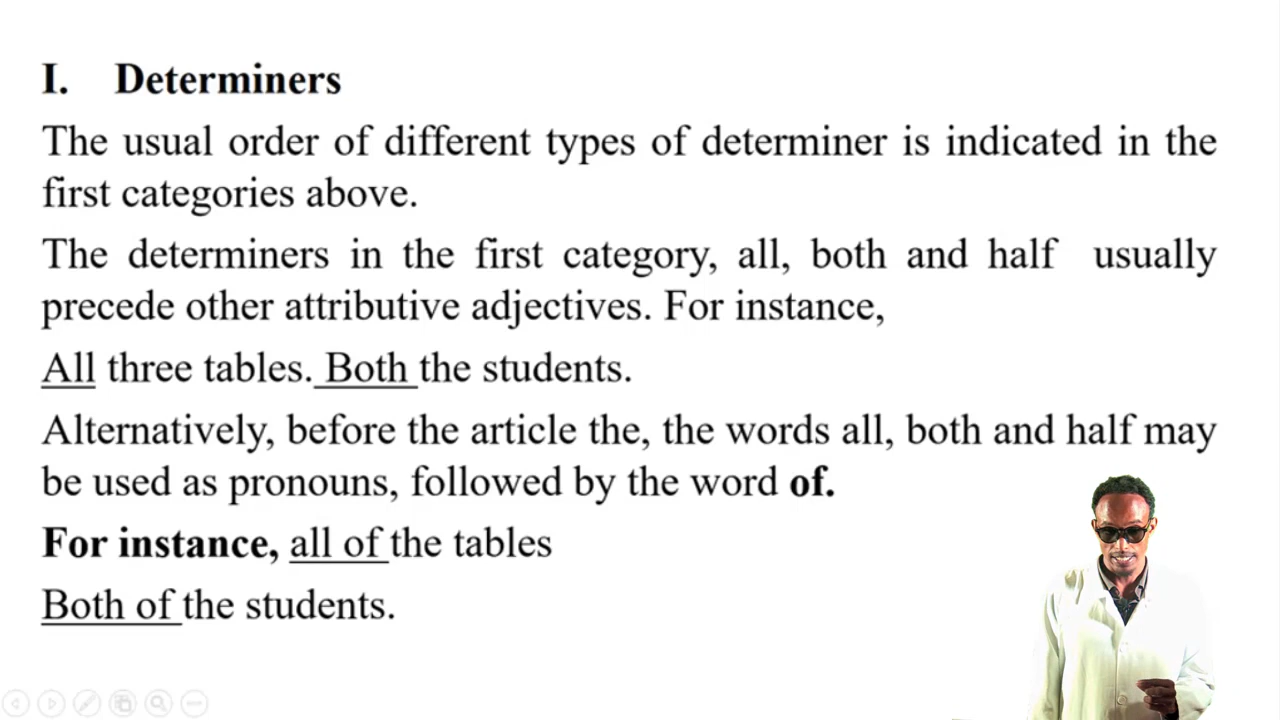 I. Determiners
The usual order of different types of determiner is indicated in the
first categories above.
The determiners in the first category, all, both and half usually
precede other attributive adjectives. For instance,
All three tables. Both the students.
Alternatively, before the article the, the words all, both and half may
be used as pronouns, followed by the word of.
For instance, all of the tables
Both of the students.